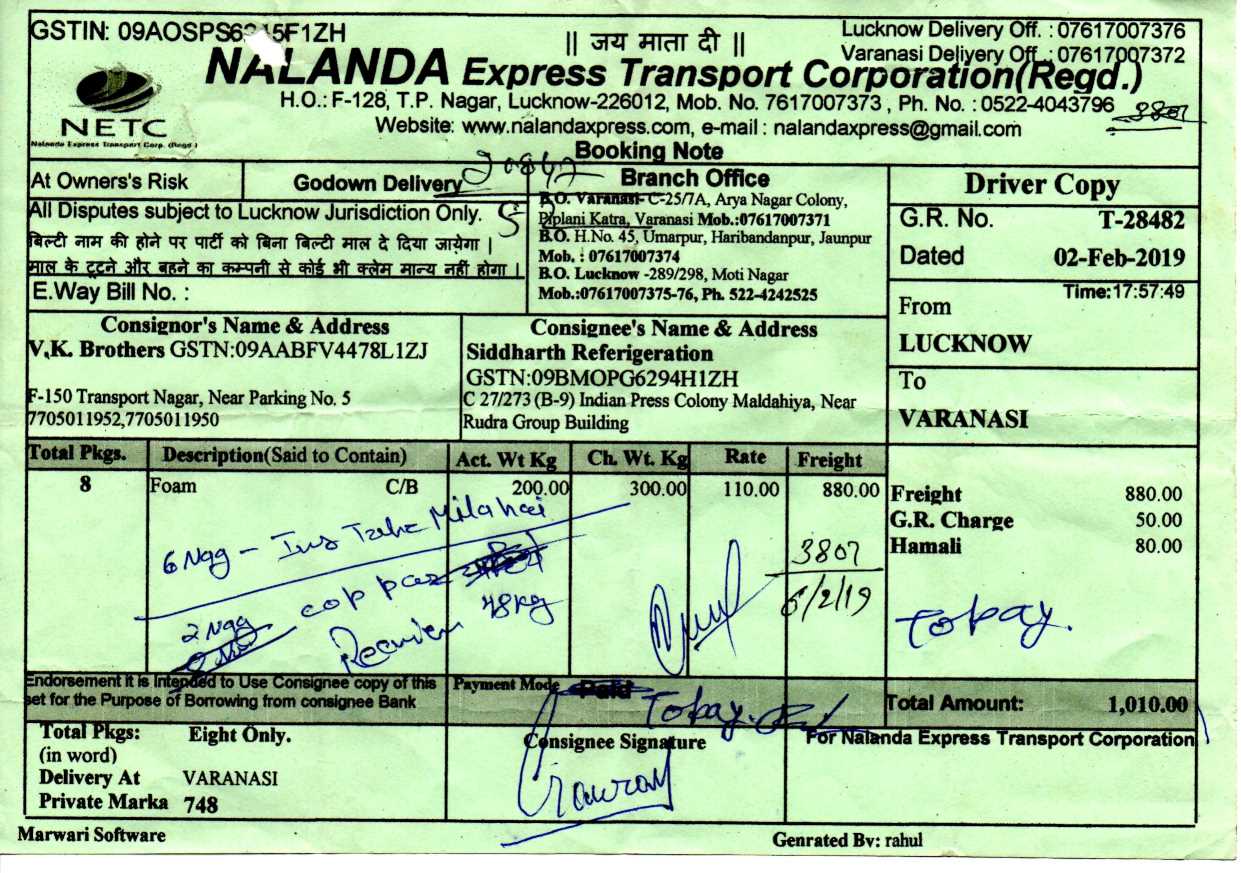 GSTIN: 09AOSPS6 15F1ZH
|| जय माता दी ||
Lucknow Delivery Off. : 07617007376
Varanasi Delivery Off. : 07617007372
NALANDA Express Transport Corporation(Regd.)
H.O.: F-128, T.P. Nagar, Lucknow-226012, Mob. No. 7617007373 , Ph. No. : 0522-4043796
3807
NETC
Nalanda Express Transport Corp. (Regd.)
Website: www.nalandaxpress.com, e-mail : nalandaxpress@gmail.com
Booking Note
At Owners's Risk
Godown Delivery
20847
Branch Office
Driver Copy
All Disputes subject to Lucknow Jurisdiction Only.
बिल्टी नाम की होने पर पार्टी को बिना बिल्टी माल दे दिया जायेगा |
माल के टूटने और बहने का कम्पनी से कोई भी क्लेम मान्य नहीं होगा |
E.Way Bill No. :
B.O. Varanasi- C-25/7A, Arya Nagar Colony,
Piplani Katra, Varanasi Mob.:07617007371
B.O. H.No. 45, Umarpur, Haribandanpur, Jaunpur
Mob. : 07617007374
B.O. Lucknow -289/298, Moti Nagar
Mob.:07617007375-76, Ph. 522-4242525
G.R. No. T-28482
Dated 02-Feb-2019
Time:17:57:49
From
LUCKNOW
To
VARANASI
Consignor's Name & Address
V.K. Brothers GSTN:09AABFV4478L1ZJ
F-150 Transport Nagar, Near Parking No. 5
7705011952,7705011950
Consignee's Name & Address
Siddharth Referigeration
GSTN:09BMOPG6294H1ZH
C 27/273 (B-9) Indian Press Colony Maldahiya, Near
Rudra Group Building
Total Pkgs. Description(Said to Contain) Act. Wt Kg Ch. Wt. Kg Rate Freight
8 Foam C/B 200.00 300.00 110.00 880.00
Freight 880.00
G.R. Charge 50.00
Hamali 80.00
6 Nag - Ins Tube Mila hai
2 Nag
48 kg
3807
6/2/19
Topay.
Endorsement it is Intended to Use Consignee copy of this
set for the Purpose of Borrowing from consignee Bank
Payment Mode Paid
Topay.
Total Amount: 1,010.00
Total Pkgs: Eight Only.
(in word)
Delivery At VARANASI
Private Marka 748
Consignee Signature
Gaurav
For Nalanda Express Transport Corporation
Marwari Software
Genrated By: rahul